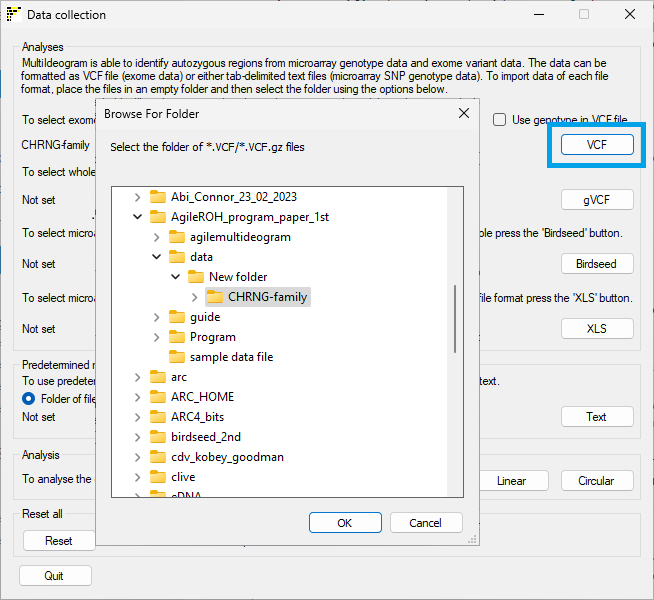 Data collection
Analyses
MultiIdeogram is able to identify autozygous regions from microarray genotype data and exome variant data. The data can be
formatted as VCF file (exome data) or either tab-delimited text files (microarray SNP genotype data). To import data of each file
format, place the files in an empty folder and then select the folder using the options below.
To select exome
Use genotype in VCF file
CHRNG-family
VCF
To select whole
Not set
gVCF
To select microa
ble press the 'Birdseed' button.
Not set
Birdseed
To select microa
file format press the 'XLS' button.
Not set
XLS
Predetermined r
To use predeter
text.
Folder of file
Not set
Text
Analysis
To analyse the
Linear
Circular
Reset all
Reset
Quit
Browse For Folder
Select the folder of *.VCF/*.VCF.gz files
Abi_Connor_23_02_2023
AgileROH_program_paper_1st
agilemultideogram
data
New folder
CHRNG-family
guide
Program
sample data file
arc
ARC_HOME
ARC4_bits
birdseed_2nd
cdv_kobey_goodman
clive
eDNA
OK
Cancel